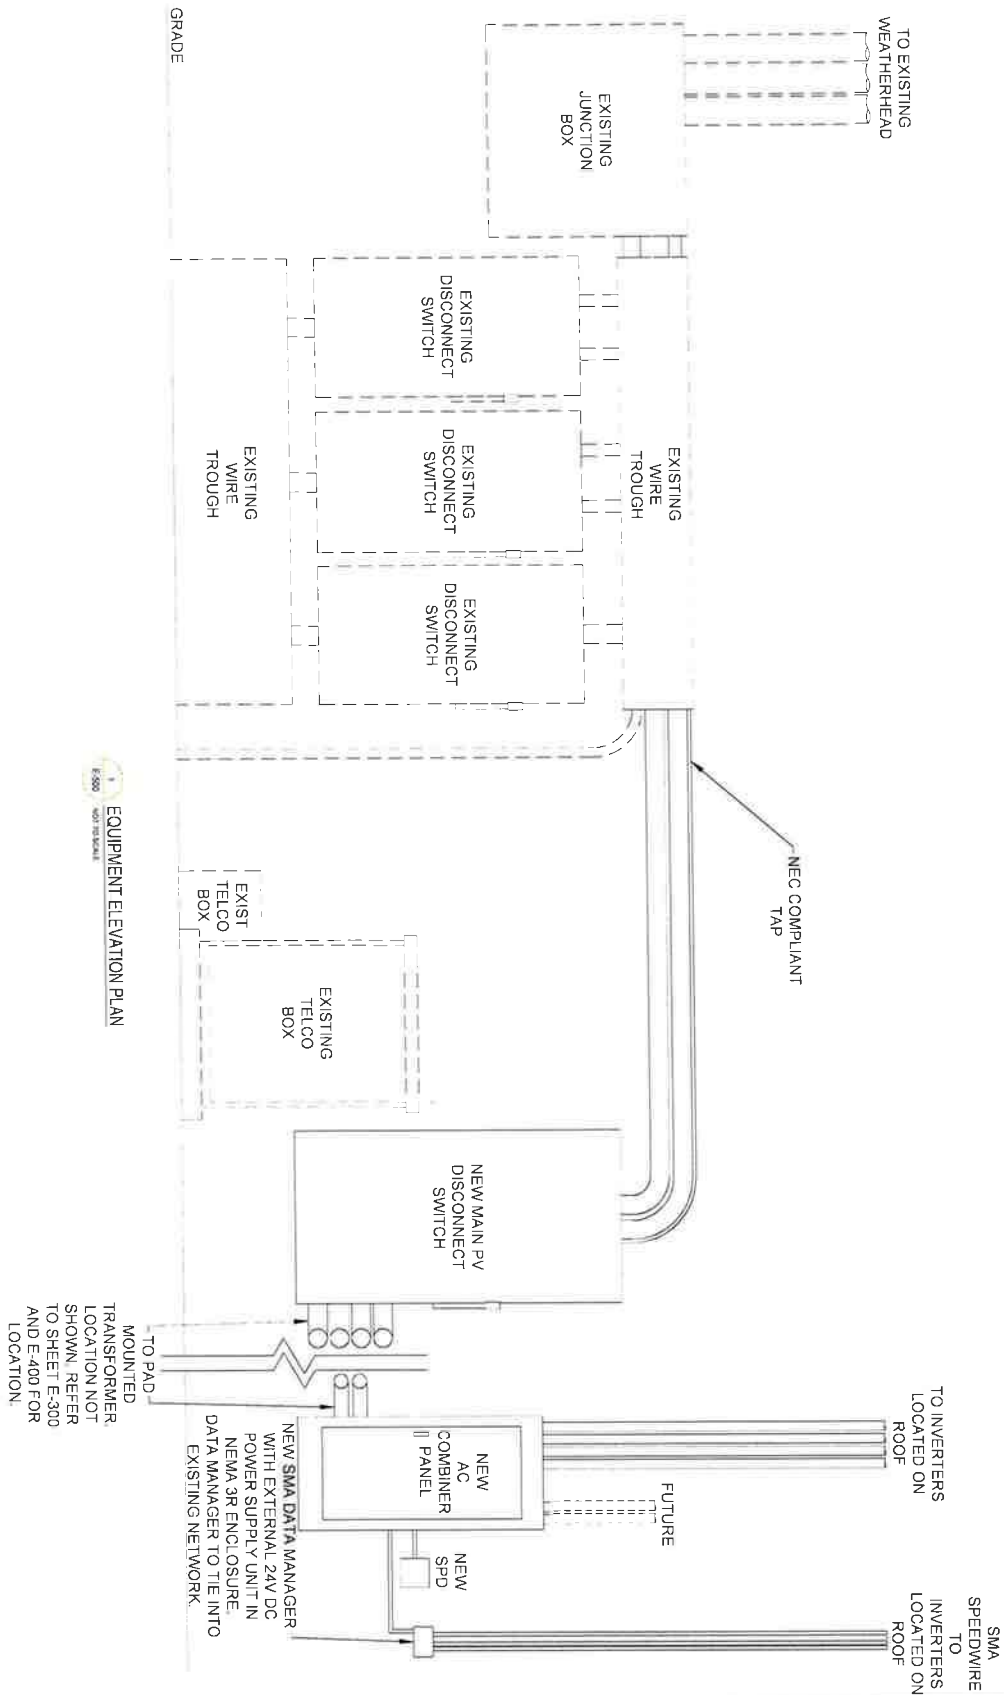 TO EXISTING
WEATHERHEAD
EXISTING
JUNCTION
BOX
GRADE
EXISTING
WIRE
TROUGH
EXISTING
DISCONNECT
SWITCH
EXISTING
DISCONNECT
SWITCH
EXISTING
DISCONNECT
SWITCH
EXISTING
WIRE
TROUGH
NEC COMPLIANT
TAP
EXIST
TELCO
BOX
EXISTING
TELCO
BOX
NEW MAIN PV
DISCONNECT
SWITCH
TO PAD
MOUNTED
TRANSFORMER.
LOCATION NOT
SHOWN. REFER
TO SHEET E-300
AND E-400 FOR
LOCATION.
TO INVERTERS
LOCATED ON
ROOF
FUTURE
NEW
AC
COMBINER
PANEL
NEW
SPD
SMA
SPEEDWIRE
TO
INVERTERS
LOCATED ON
ROOF
NEW SMA DATA MANAGER
WITH EXTERNAL 24V DC
POWER SUPPLY UNIT IN
NEMA 3R ENCLOSURE.
DATA MANAGER TO TIE INTO
EXISTING NETWORK.
1
E-500
EQUIPMENT ELEVATION PLAN
NOT TO SCALE